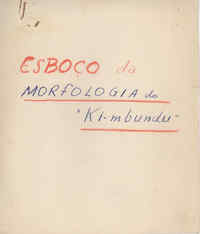 ESBOÇO da
MORFOLOGIA do
"Ki-mbundu"